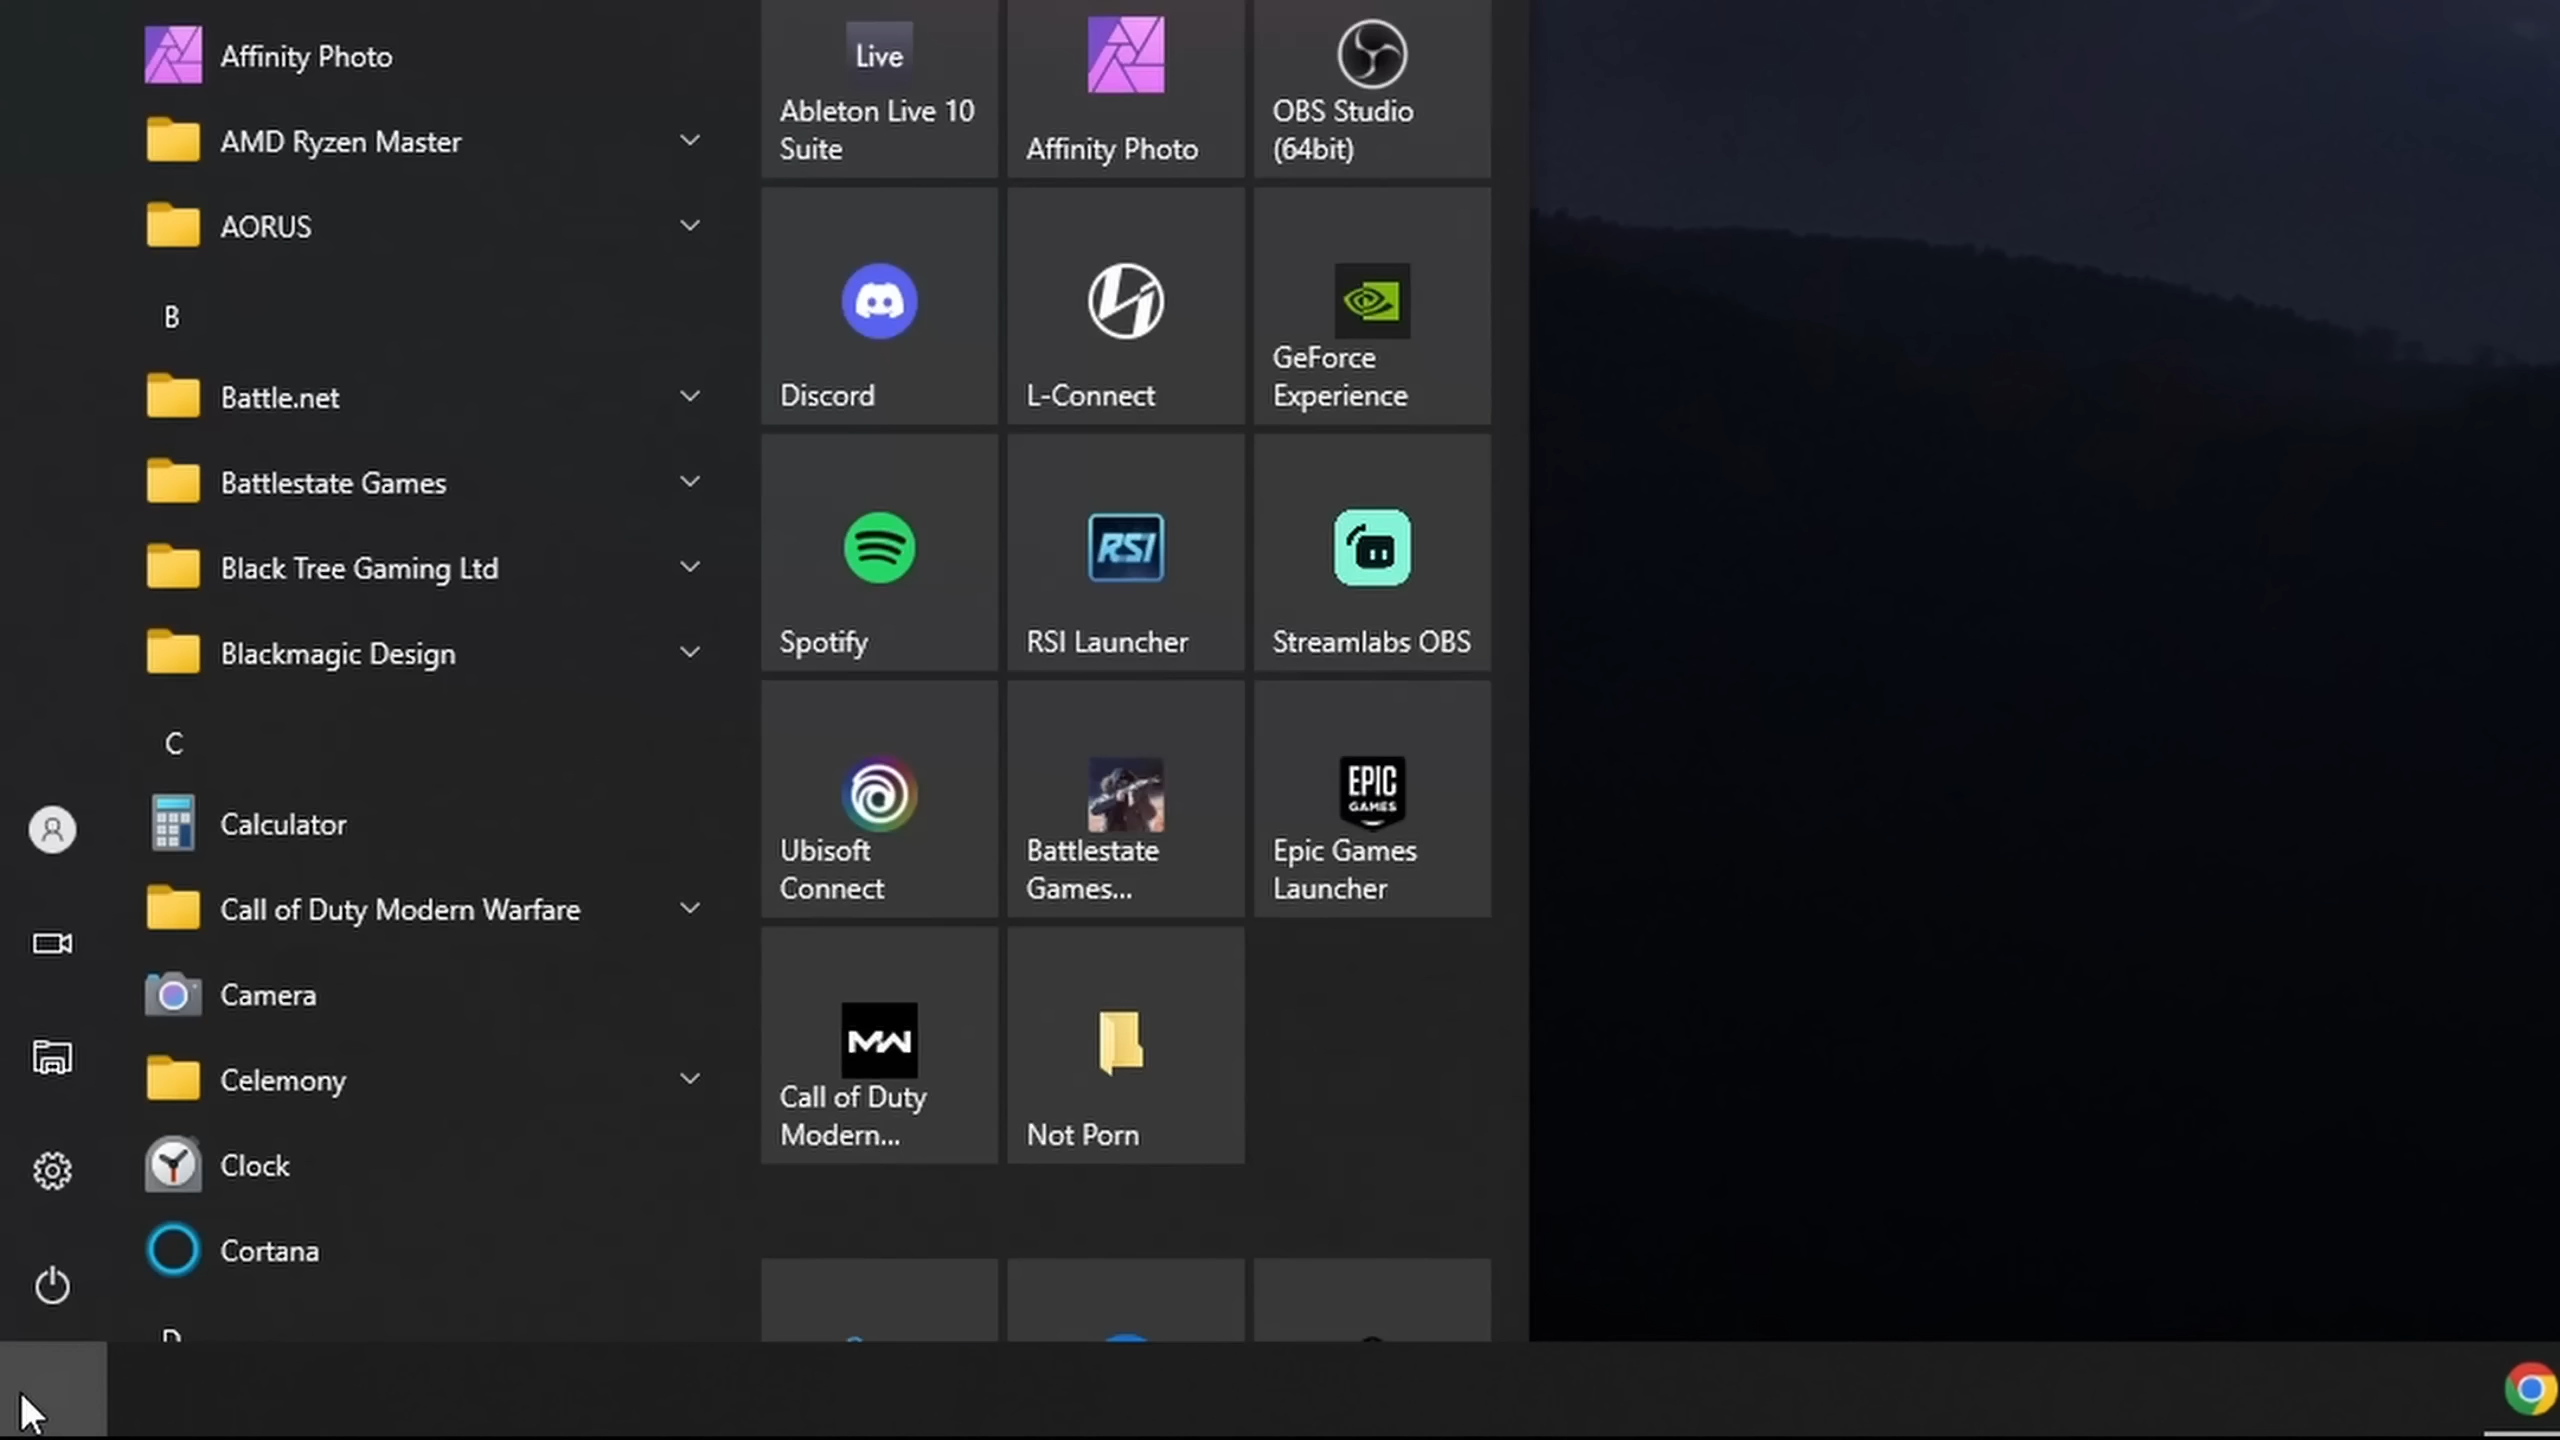 Affinity Photo
AMD Ryzen Master
AORUS
B
Battle.net
Battlestate Games
Black Tree Gaming Ltd
Blackmagic Design
C
Calculator
Call of Duty Modern Warfare
Camera
Celemony
Clock
Cortana
D
Live
Ableton Live 10
Suite
Affinity Photo
OBS Studio
(64bit)
Discord
L-Connect
GeForce
Experience
Spotify
RSI
RSI Launcher
Streamlabs OBS
Ubisoft
Connect
Battlestate
Games...
EPIC
GAMES
Epic Games
Launcher
MW
Call of Duty
Modern...
Not Porn